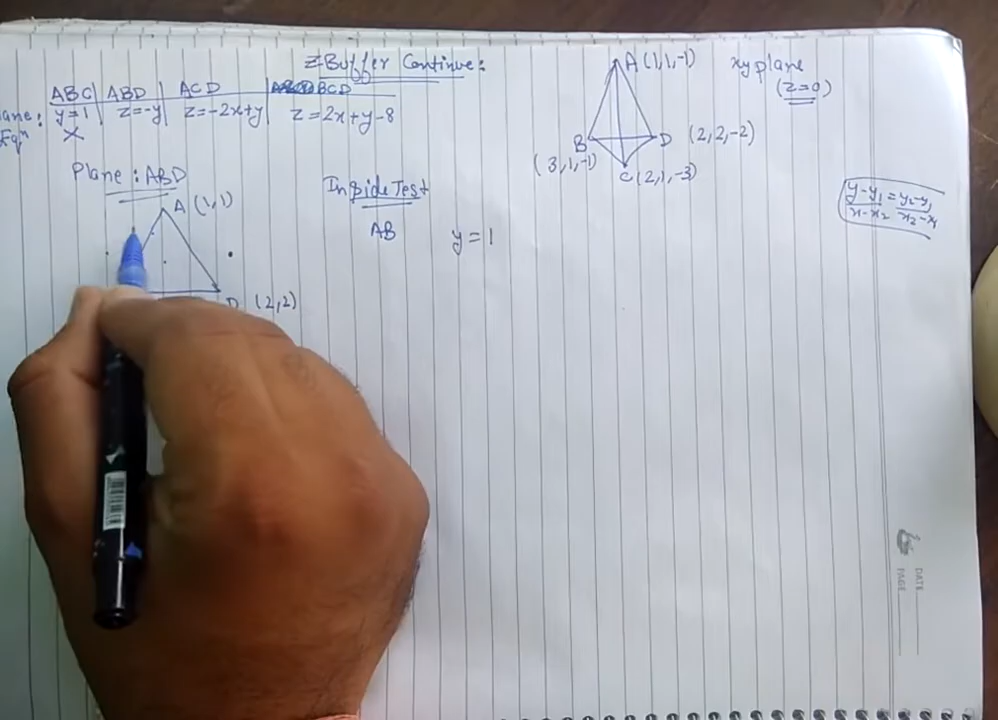 Z Buffer Continue:
ABC | ABD | ACD | BCD
Plane: y=1 | z=-y | z=-2x+y | z=2x+y-8
Eqⁿ X
A (1,1,-1)
B (3,1,-1)
D (2,2,-2)
C (2,1,-3)
xy plane
(z=0)
Plane: ABD
A (1,1)
D (2,2)
Inside Test
AB y=1
y-y₁/x-x₂ = y₂-y₁/x₂-x₁
DATE
PAGE